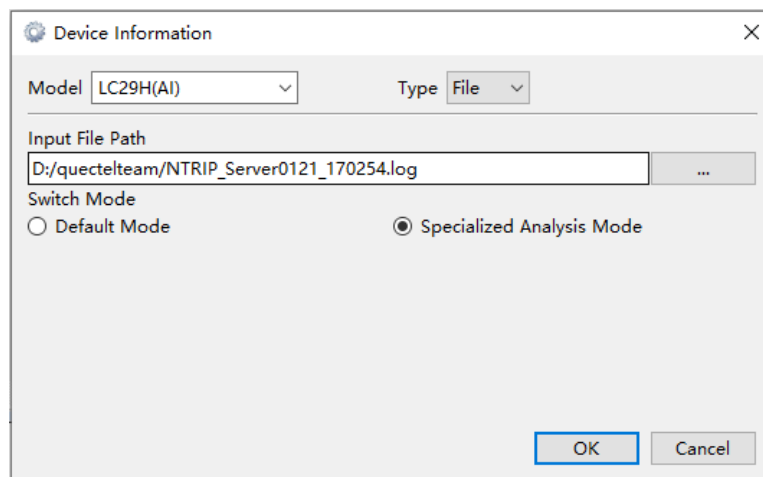 Device Information
Model LC29H(AI) Type File
Input File Path
D:/quectelteam/NTRIP_Server0121_170254.log ...
Switch Mode
Default Mode Specialized Analysis Mode
OK Cancel